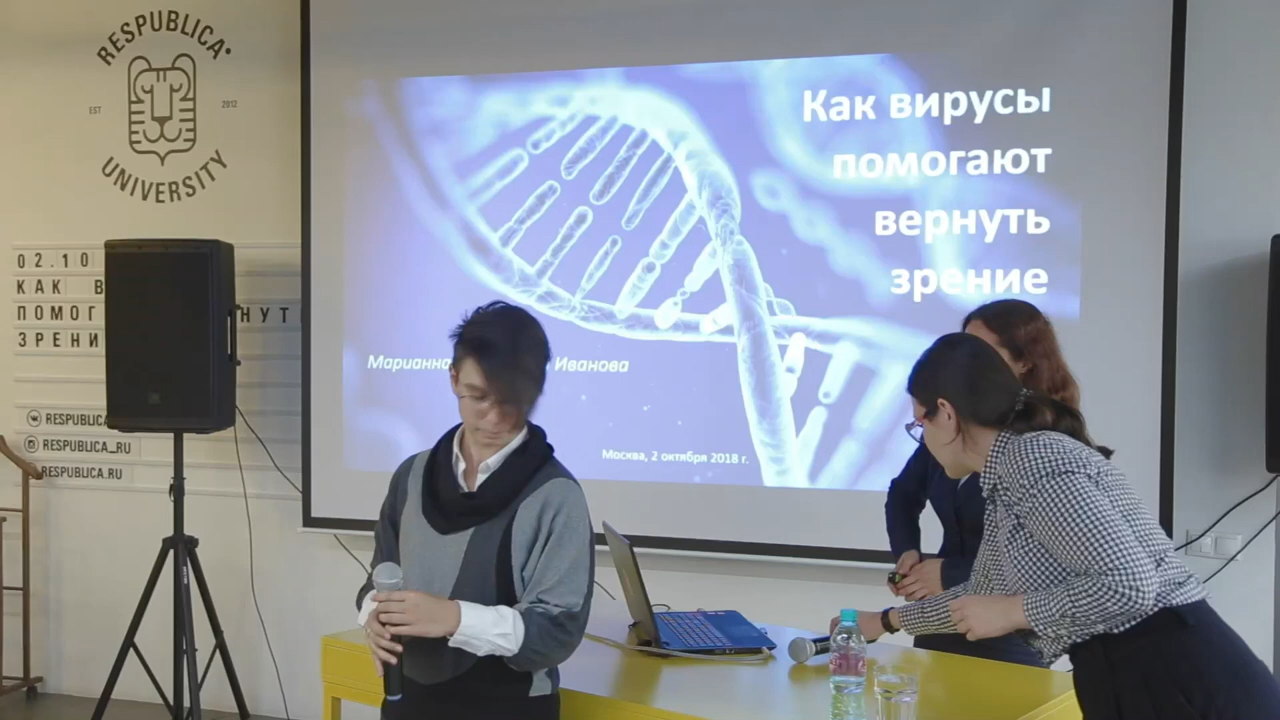 RESPUBLICA
EST 2012
UNIVERSITY
02.10
КАК В
ПОМОГ НУТ
ЗРЕНИ
RESPUBLICA
RESPUBLICA_RU
RESPUBLICA.RU
Как вирусы
помогают
вернуть
зрение
Марианна Иванова
Москва, 2 октября 2018 г.